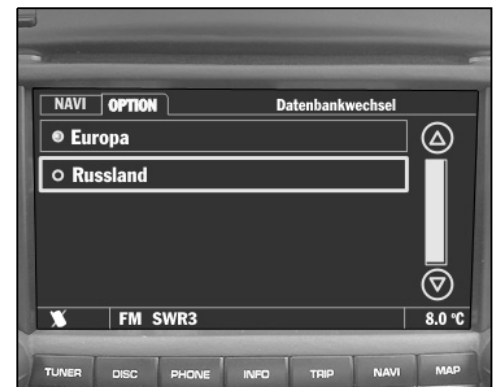 NAVI OPTION Datenbankwechsel
Europa
Russland
FM SWR3 8.0 °C
TUNER DISC PHONE INFO TRIP NAVI MAP